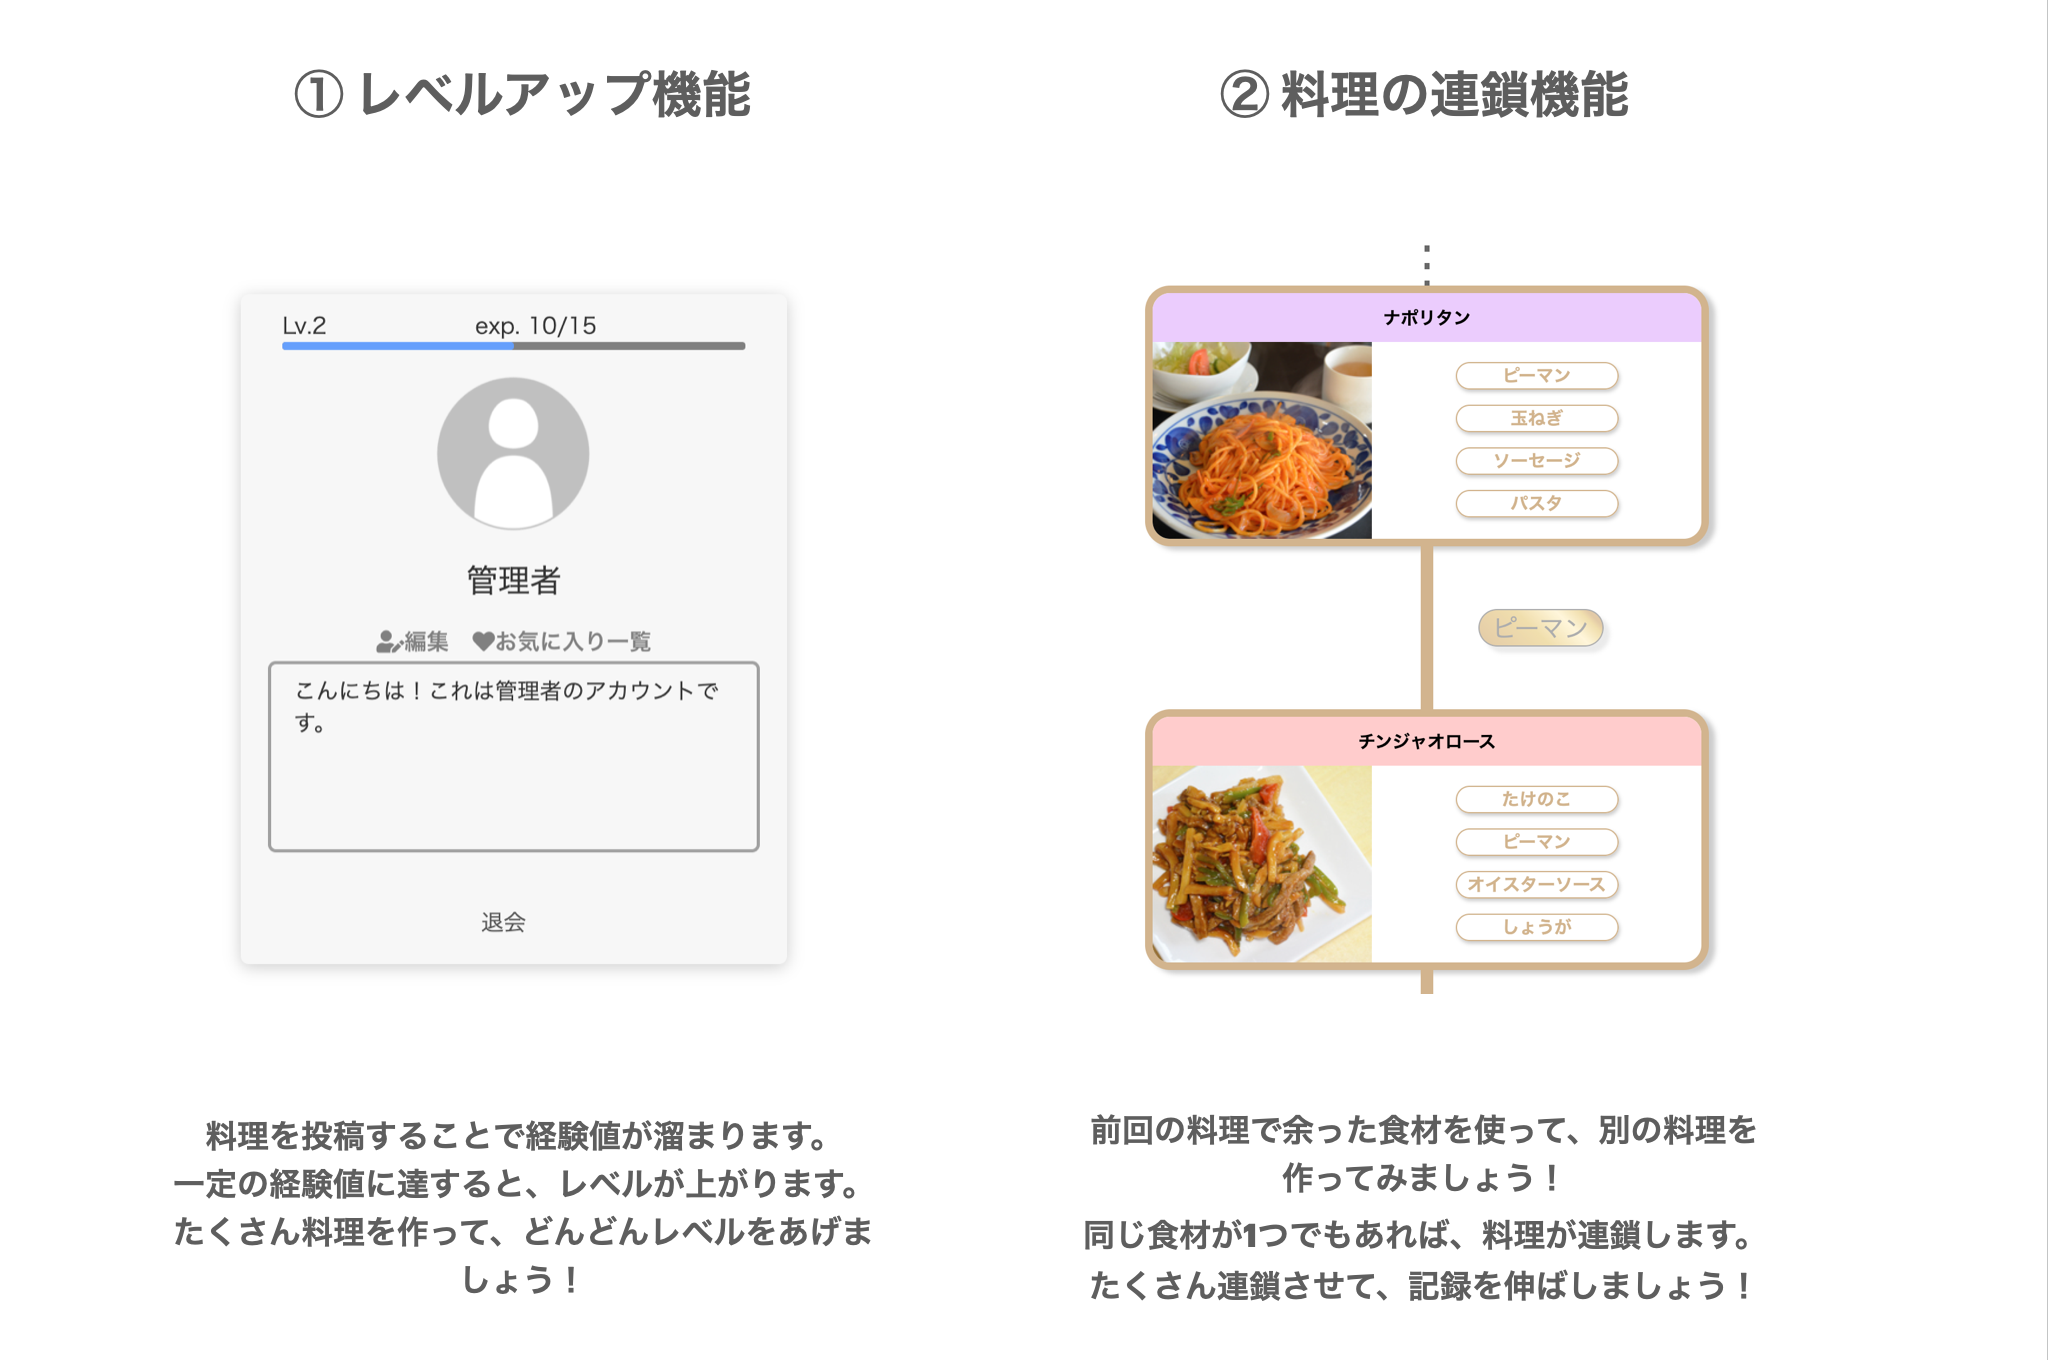 ① レベルアップ機能
Lv.2
exp. 10/15
管理者
編集
お気に入り一覧
こんにちは！これは管理者のアカウントで
す。
退会
料理を投稿することで経験値が溜まります。
一定の経験値に達すると、レベルが上がります。
たくさん料理を作って、どんどんレベルをあげま
しょう！
② 料理の連鎖機能
ナポリタン
ピーマン
玉ねぎ
ソーセージ
パスタ
ピーマン
チンジャオロース
たけのこ
ピーマン
オイスターソース
しょうが
前回の料理で余った食材を使って、別の料理を
作ってみましょう！
同じ食材が1つでもあれば、料理が連鎖します。
たくさん連鎖させて、記録を伸ばしましょう！